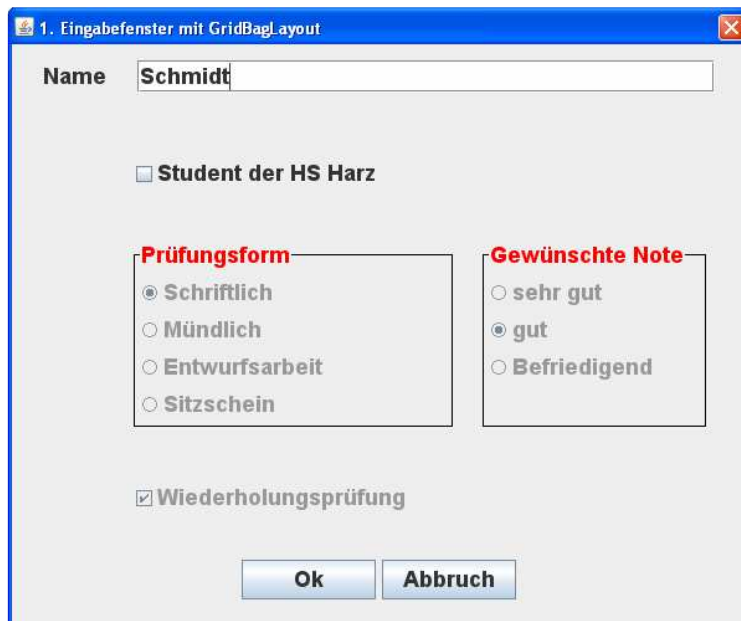 1. Eingabefenster mit GridBagLayout
Name Schmidt
Student der HS Harz
Prüfungsform Gewünschte Note
Schriftlich sehr gut
Mündlich gut
Entwurfsarbeit Befriedigend
Sitzschein
Wiederholungsprüfung
Ok Abbruch